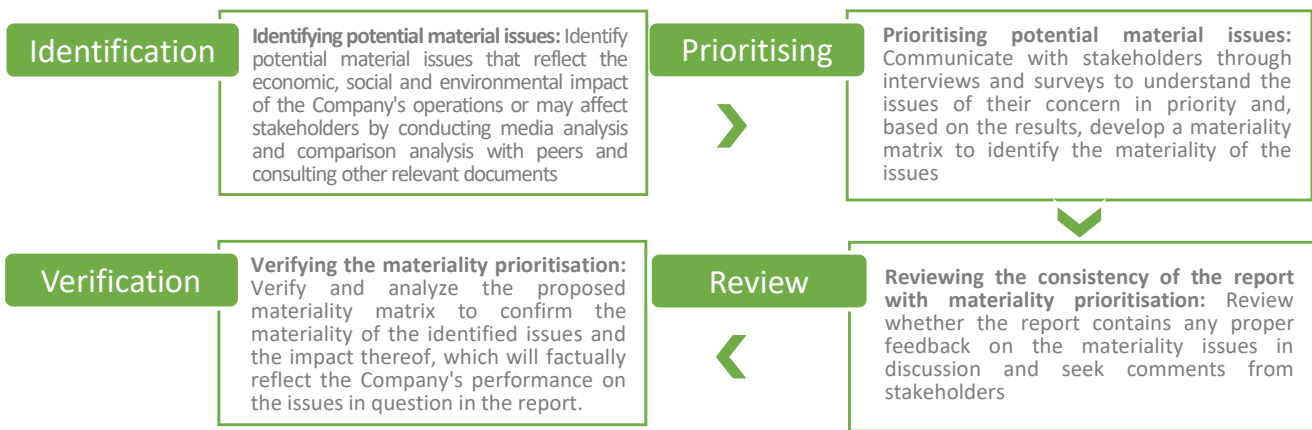 Identification
Identifying potential material issues: Identify
potential material issues that reflect the
economic, social and environmental impact
of the Company's operations or may affect
stakeholders by conducting media analysis
and comparison analysis with peers and
consulting other relevant documents
Prioritising
Prioritising potential material issues:
Communicate with stakeholders through
interviews and surveys to understand the
issues of their concern in priority and,
based on the results, develop a materiality
matrix to identify the materiality of the
issues
Verification
Verifying the materiality prioritisation:
Verify and analyze the proposed
materiality matrix to confirm the
materiality of the identified issues and
the impact thereof, which will factually
reflect the Company's performance on
the issues in question in the report.
Review
Reviewing the consistency of the report
with materiality prioritisation: Review
whether the report contains any proper
feedback on the materiality issues in
discussion and seek comments from
stakeholders